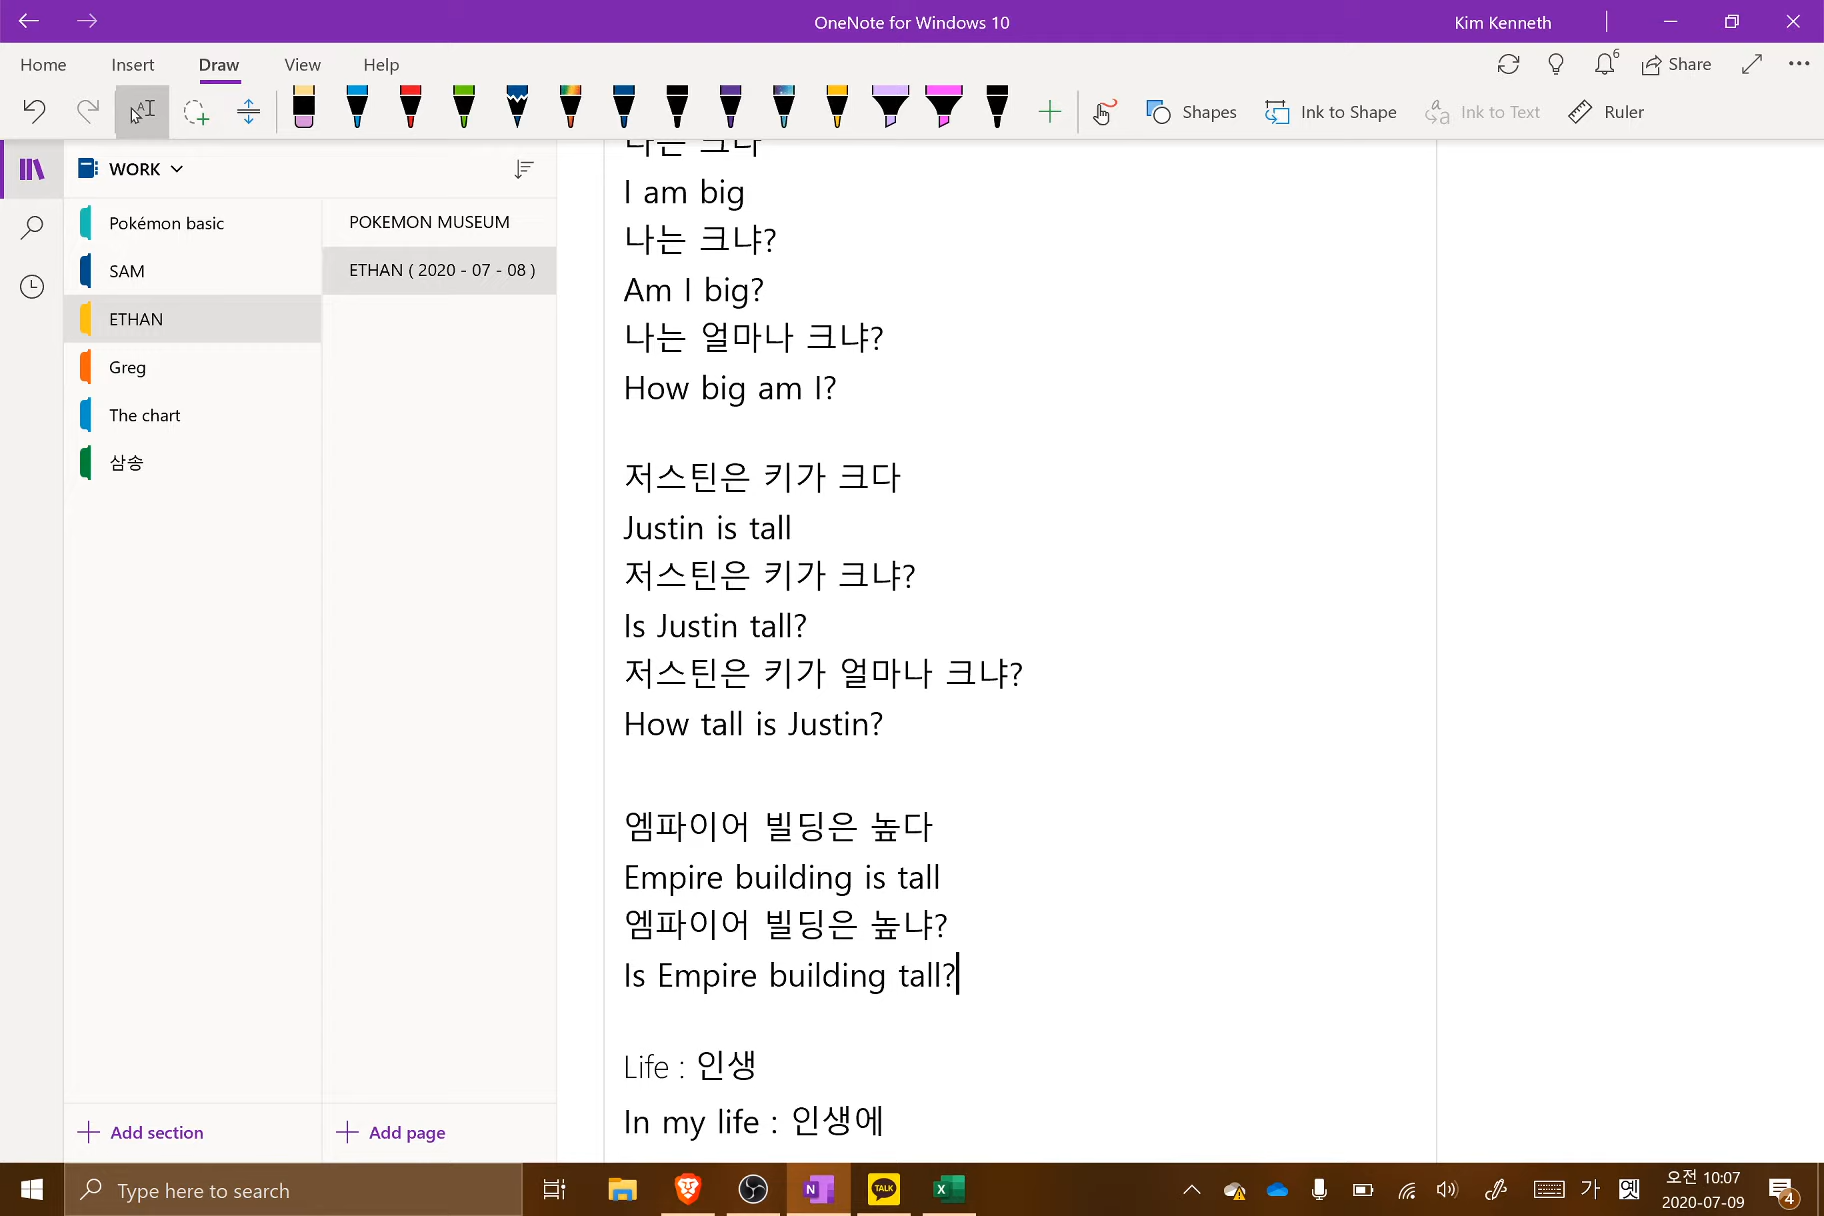 OneNote for Windows 10
Kim Kenneth
Home
Insert
Draw
View
Help
6
Share
Shapes
Ink to Shape
Ink to Text
Ruler
WORK
Pokémon basic
SAM
ETHAN
Greg
The chart
삼송
POKEMON MUSEUM
ETHAN ( 2020 - 07 - 08 )
나는 크다
I am big
나는 크냐?
Am I big?
나는 얼마나 크냐?
How big am I?
저스틴은 키가 크다
Justin is tall
저스틴은 키가 크냐?
Is Justin tall?
저스틴은 키가 얼마나 크냐?
How tall is Justin?
엠파이어 빌딩은 높다
Empire building is tall
엠파이어 빌딩은 높냐?
Is Empire building tall?
Life : 인생
In my life : 인생에
Add section
Add page
Type here to search
TALK
가
오전 10:07
2020-07-09
4